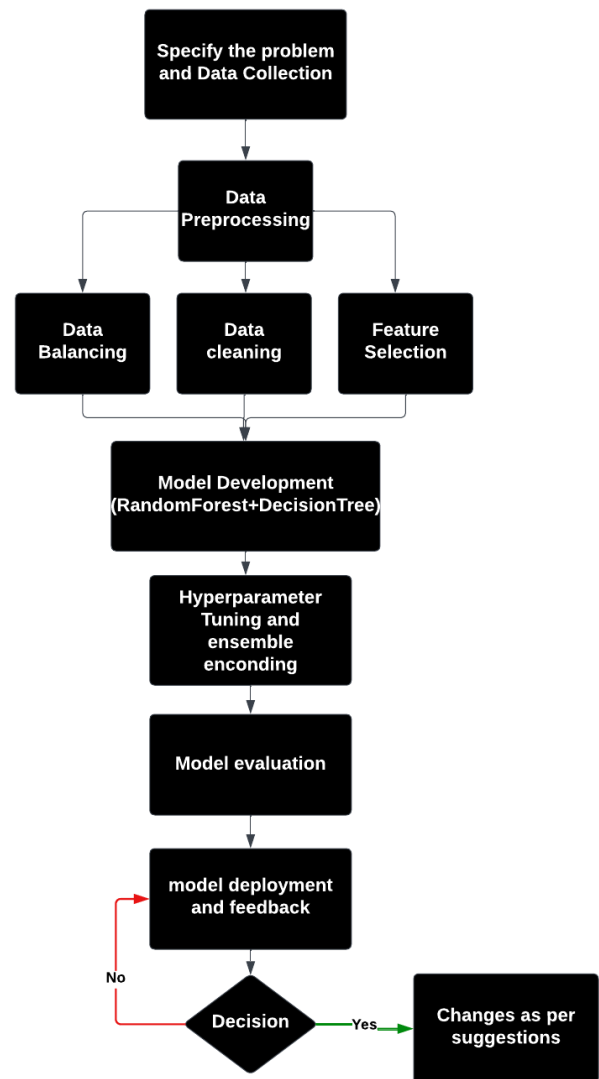 Specify the problem
and Data Collection
Data
Preprocessing
Data
Balancing
Data
cleaning
Feature
Selection
Model Development
(RandomForest+DecisionTree)
Hyperparameter
Tuning and
ensemble
enconding
Model evaluation
model deployment
and feedback
No
Decision
Yes
Changes as per
suggestions